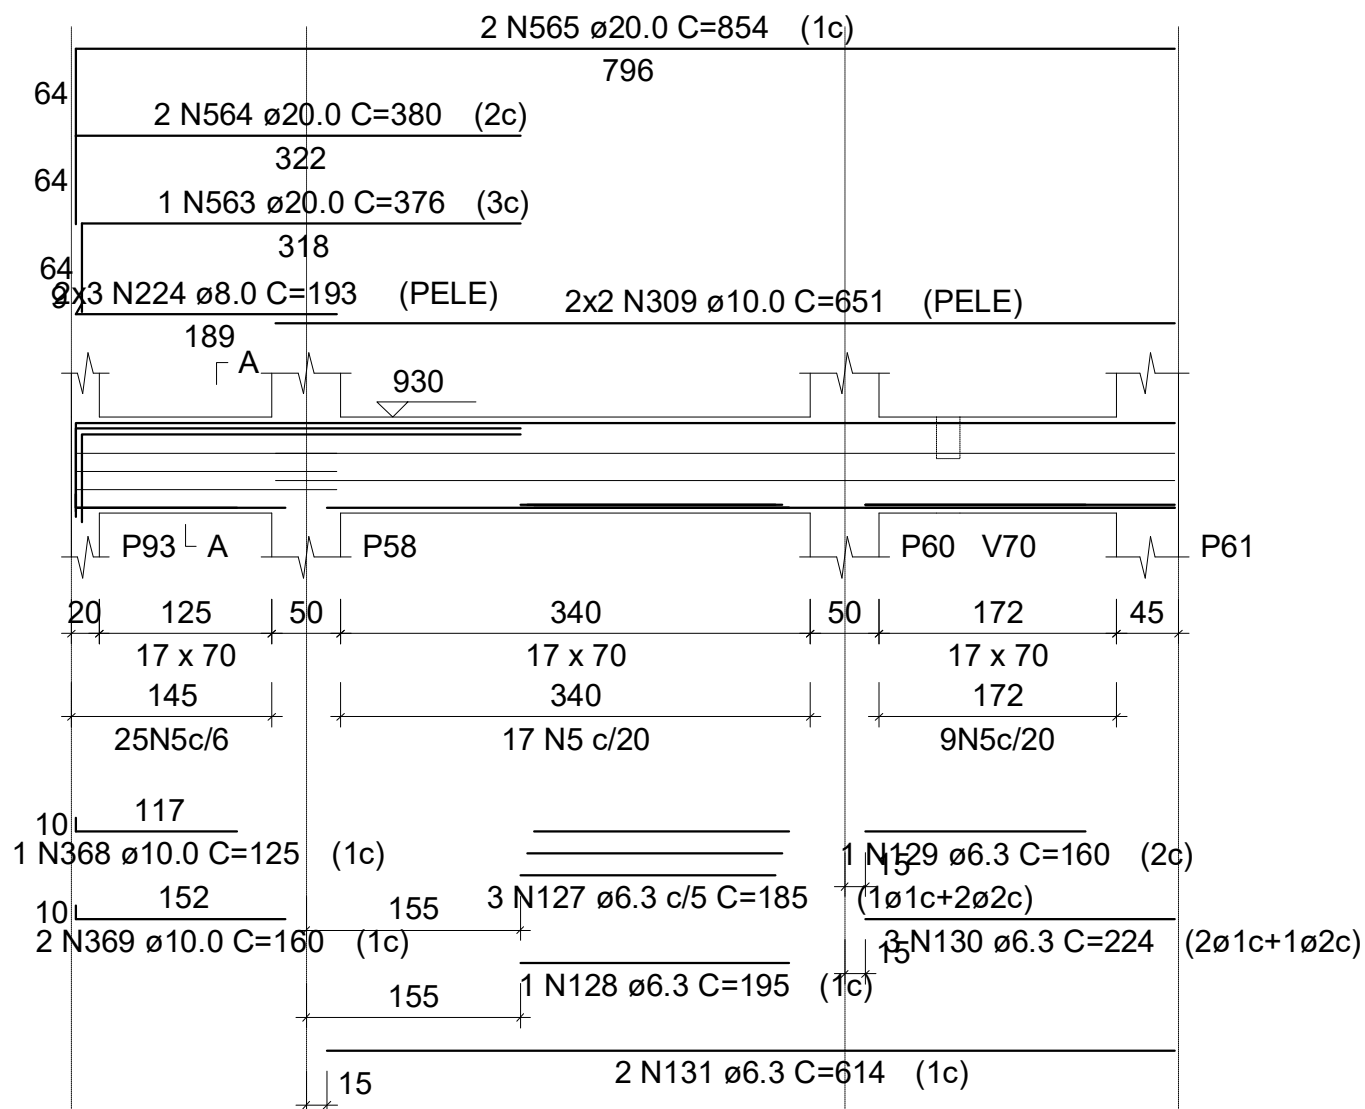 2 N565 ø20.0 C=854 (1c)
796
64
2 N564 ø20.0 C=380 (2c)
322
64
1 N563 ø20.0 C=376 (3c)
318
64
9
2x3 N224 ø8.0 C=193 (PELE)
2x2 N309 ø10.0 C=651 (PELE)
189
A
930
P93
A
P58
P60
V70
P61
20 125 50 340 50 172 45
17 x 70 17 x 70 17 x 70
145 340 172
25N5c/6 17 N5 c/20 9N5c/20
117
10
1 N368 ø10.0 C=125 (1c)
1 N129 ø6.3 C=160 (2c)
15
152
3 N127 ø6.3 c/5 C=185 (1ø1c+2ø2c)
10
155
2 N369 ø10.0 C=160 (1c)
3 N130 ø6.3 C=224 (2ø1c+1ø2c)
15
1 N128 ø6.3 C=195 (1c)
155
2 N131 ø6.3 C=614 (1c)
15